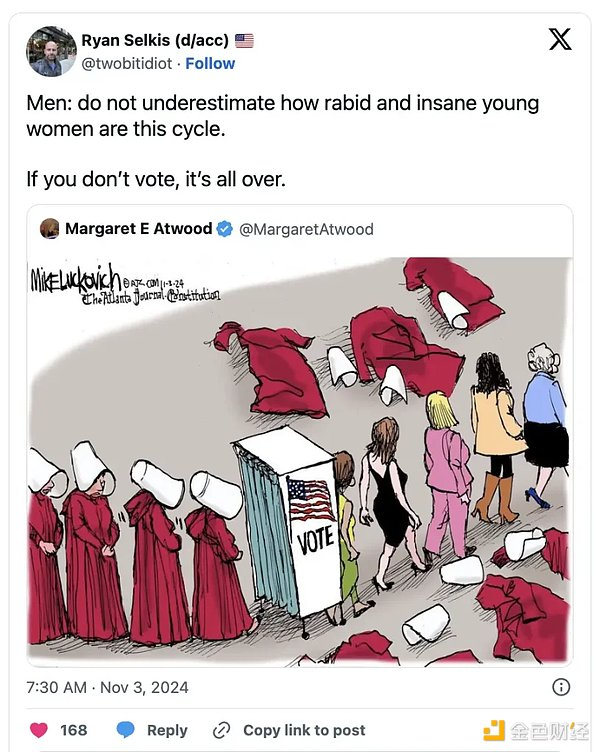 Ryan Selkis (d/acc) 🇺🇸
@twobitidiot · Follow
Men: do not underestimate how rabid and insane young
women are this cycle.
If you don’t vote, it’s all over.
Margaret E Atwood @MargaretAtwood
MIKE LUCKOVICH © AJC.COM 11-3-24
The Atlanta Journal-Constitution
VOTE
7:30 AM · Nov 3, 2024
168 Reply Copy link to post
金色财经